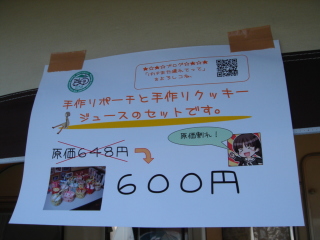 手作りポーチと手作りクッキー
ジュースのセットです。
原価割れ!
原価648円
600円